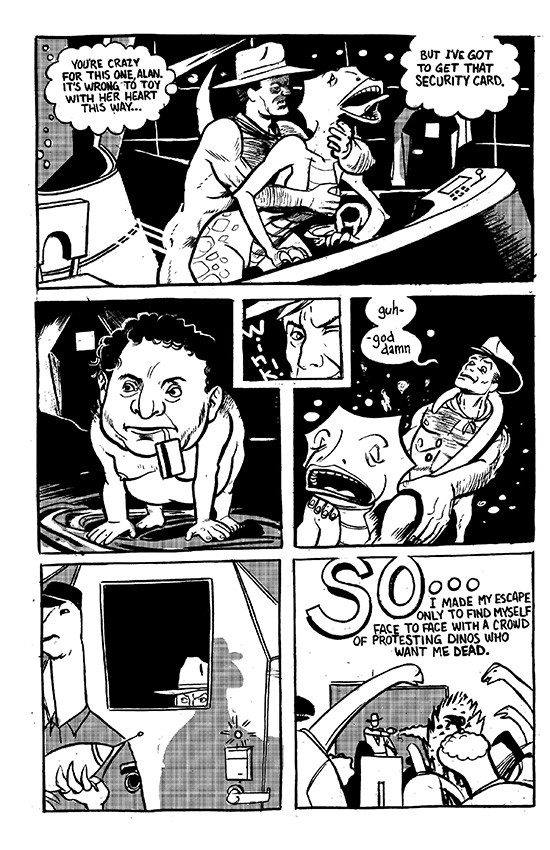 YOU'RE CRAZY
FOR THIS ONE, ALAN.
IT'S WRONG TO TOY
WITH HER HEART
THIS WAY...
BUT I'VE GOT
TO GET THAT
SECURITY CARD.
Wink!
guh-
-god
damn
SO...
I MADE MY ESCAPE
ONLY TO FIND MYSELF
FACE TO FACE WITH A CROWD
OF PROTESTING DINOS WHO
WANT ME DEAD.